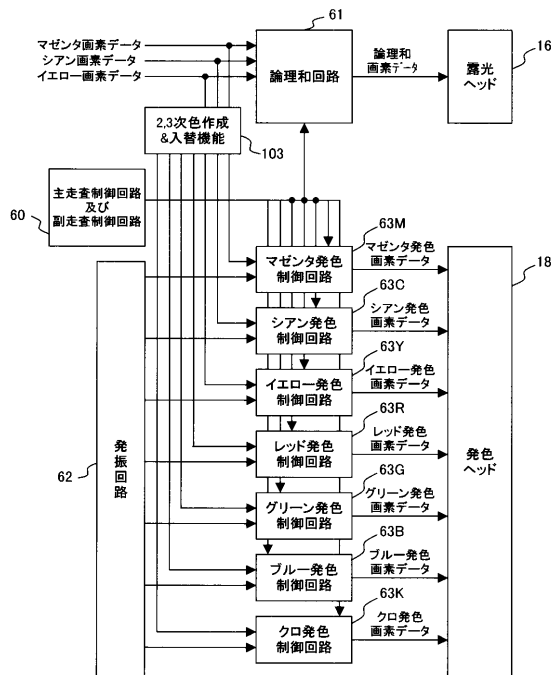 61
マゼンタ画素データ
シアン画素データ
イエロー画素データ
論理和回路
論理和
画素データ
露光
ヘッド
16
2,3次色作成
&入替機能
103
主走査制御回路
及び
副走査制御回路
60
63M
マゼンタ発色
制御回路
マゼンタ発色
画素データ
18
63C
シアン発色
制御回路
シアン発色
画素データ
63Y
イエロー発色
制御回路
イエロー発色
画素データ
63R
レッド発色
制御回路
レッド発色
画素データ
62
発振回路
発色
ヘッド
63G
グリーン発色
制御回路
グリーン発色
画素データ
63B
ブルー発色
制御回路
ブルー発色
画素データ
63K
クロ発色
制御回路
クロ発色
画素データ